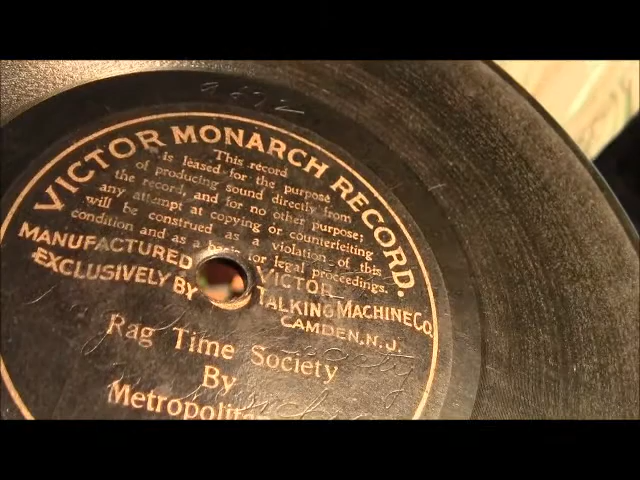 VICTOR MONARCH RECORD.
This record
is leased for the purpose
of producing sound directly from
the record, and for no other purpose;
any attempt at copying or counterfeiting
will be construed as a violation of this
condition and as a basis for legal proceedings.
MANUFACTURED
EXCLUSIVELY BY
VICTOR
TALKING MACHINE CO.
CAMDEN, N. J.
Rag Time Society
By
Metropolitan